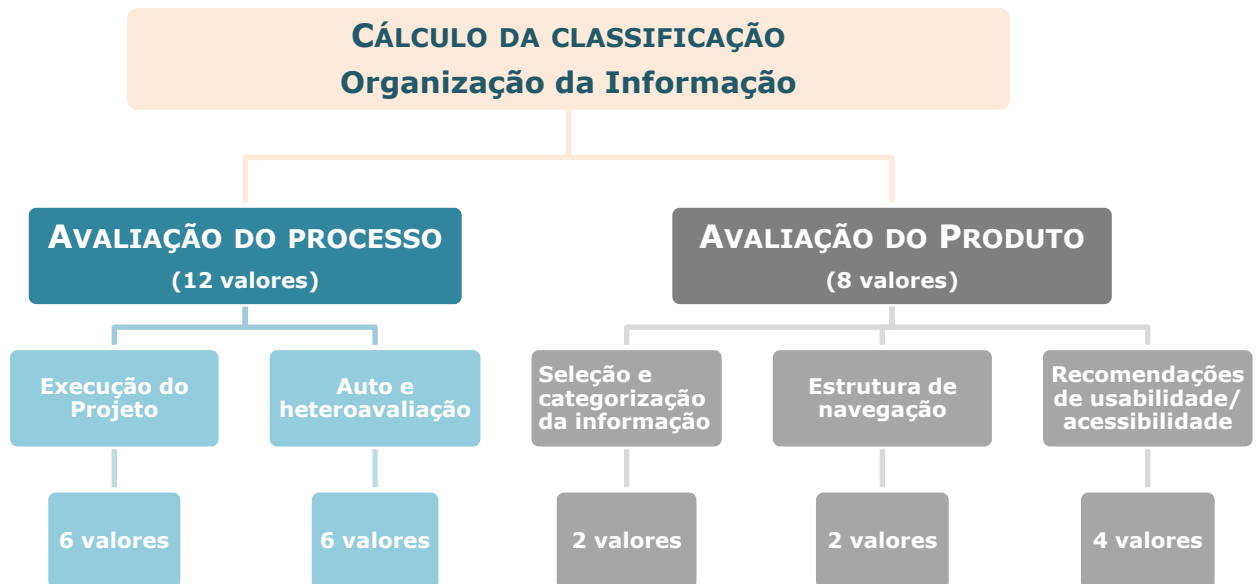 CÁLCULO DA CLASSIFICAÇÃO
Organização da Informação
AVALIAÇÃO DO PROCESSO
(12 valores)
AVALIAÇÃO DO PRODUTO
(8 valores)
Execução do
Projeto
Auto e
heteroavaliação
Seleção e
categorização
da informação
Estrutura de
navegação
Recomendações
de usabilidade/
acessibilidade
6 valores
6 valores
2 valores
2 valores
4 valores